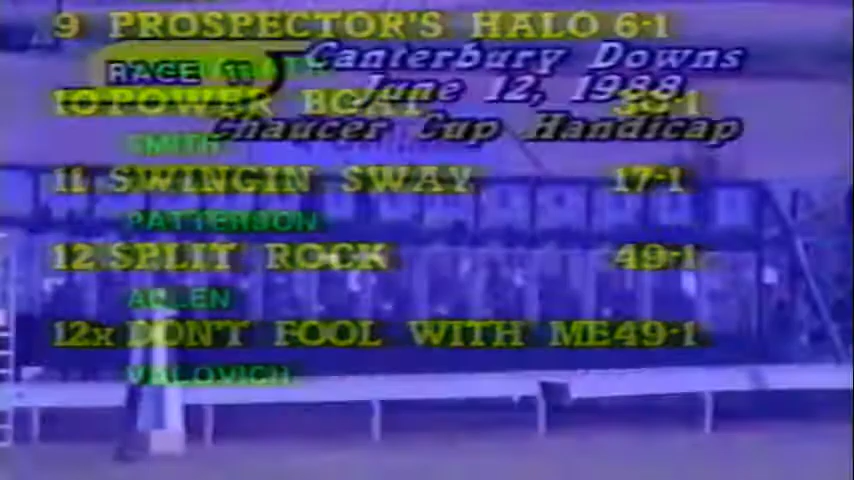 9 PROSPECTOR'S HALO 6-1
Canterbury Downs
RACE 11
June 12, 1988
10 POWER BOAT
Chaucer Cup Handicap
SMITH
11 SWINGIN SWAY 17-1
PATTERSON
12 SPLIT ROCK 49-1
ALLEN
12x DON'T FOOL WITH ME 49-1
VALOVICH